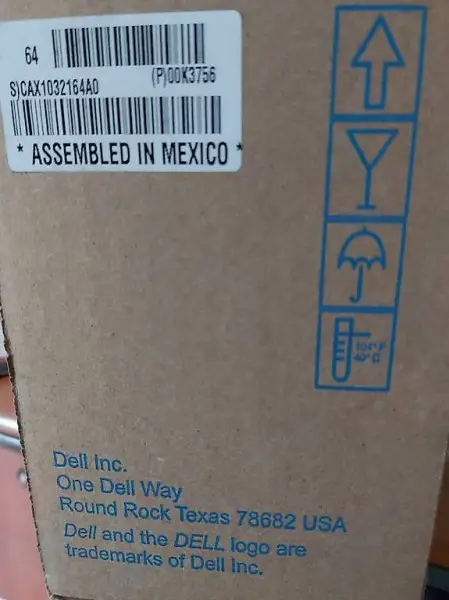 64
(P)00K3756
S)CAX1032164A0
* ASSEMBLED IN MEXICO *
104°F
40°C
Dell Inc.
One Dell Way
Round Rock Texas 78682 USA
Dell and the DELL logo are
trademarks of Dell Inc.